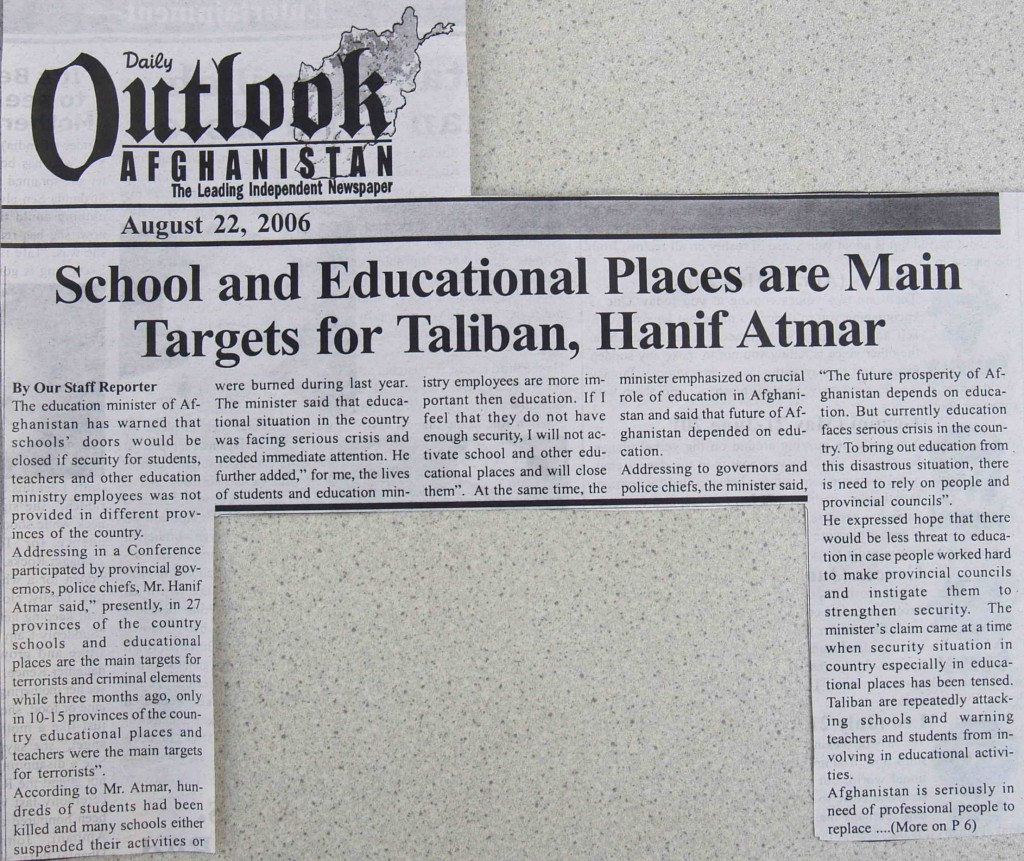 Daily
Outlook
AFGHANISTAN
The Leading Independent Newspaper
August 22, 2006
School and Educational Places are Main
Targets for Taliban, Hanif Atmar
By Our Staff Reporter
The education minister of Af-
ghanistan has warned that
schools' doors would be
closed if security for students,
teachers and other education
ministry employees was not
provided in different prov-
inces of the country.
Addressing in a Conference
participated by provincial gov-
ernors, police chiefs, Mr. Hanif
Atmar said," presently, in 27
provinces of the country
schools and educational
places are the main targets for
terrorists and criminal elements
while three months ago, only
in 10-15 provinces of the coun-
try educational places and
teachers were the main targets
for terrorists".
According to Mr. Atmar, hun-
dreds of students had been
killed and many schools either
suspended their activities or
were burned during last year.
The minister said that educa-
tional situation in the country
was facing serious crisis and
needed immediate attention. He
further added," for me, the lives
of students and education min-
istry employees are more im-
portant then education. If I
feel that they do not have
enough security, I will not ac-
tivate school and other edu-
cational places and will close
them". At the same time, the
minister emphasized on crucial
role of education in Afghani-
stan and said that future of Af-
ghanistan depended on edu-
cation.
Addressing to governors and
police chiefs, the minister said,
"The future prosperity of Af-
ghanistan depends on educa-
tion. But currently education
faces serious crisis in the coun-
try. To bring out education from
this disastrous situation, there
is need to rely on people and
provincial councils".
He expressed hope that there
would be less threat to educa-
tion in case people worked hard
to make provincial councils
and instigate them to
strengthen security. The
minister's claim came at a time
when security situation in
country especially in educa-
tional places has been tensed.
Taliban are repeatedly attack-
ing schools and warning
teachers and students from in-
volving in educational activi-
ties.
Afghanistan is seriously in
need of professional people to
replace ....(More on P 6)